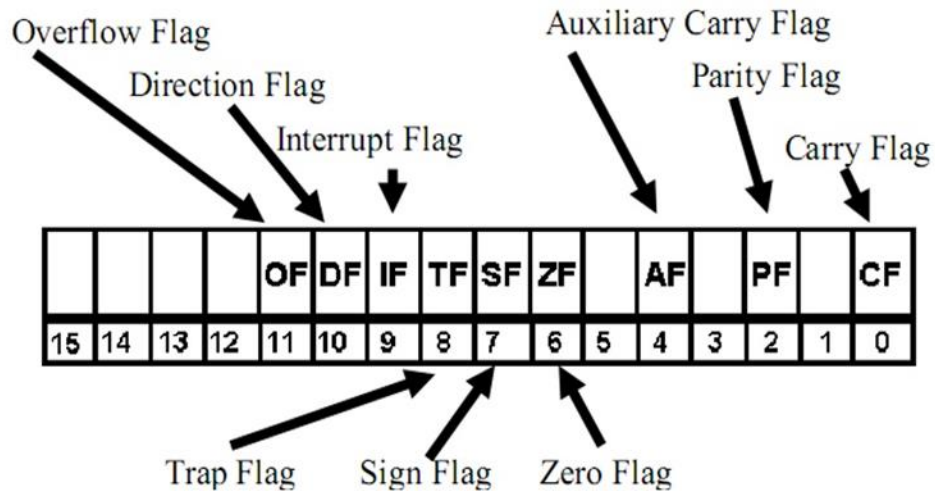 Overflow Flag
Auxiliary Carry Flag
Direction Flag
Parity Flag
Interrupt Flag
Carry Flag
OF DF IF TF SF ZF AF PF CF
15 14 13 12 11 10 9 8 7 6 5 4 3 2 1 0
Trap Flag
Sign Flag
Zero Flag